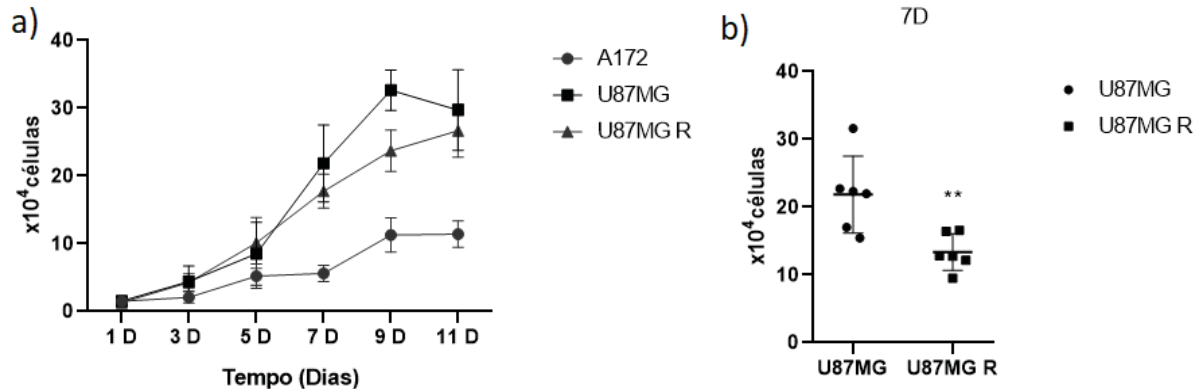 a)
x10⁴células
40
30
20
10
0
1 D 3 D 5 D 7 D 9 D 11 D
Tempo (Dias)
A172
U87MG
U87MG R
b)
7D
x10⁴células
40
30
20
10
0
**
U87MG U87MG R
U87MG
U87MG R